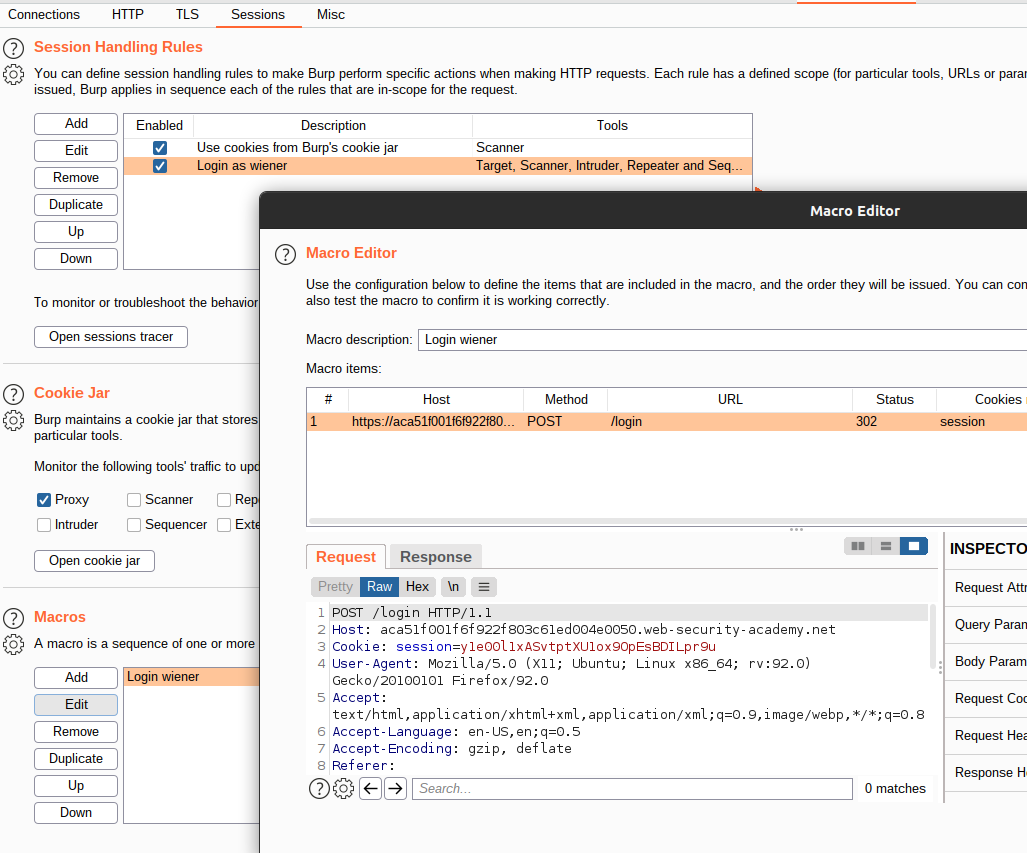 Connections HTTP TLS Sessions Misc
Session Handling Rules
You can define session handling rules to make Burp perform specific actions when making HTTP requests. Each rule has a defined scope (for particular tools, URLs or para
issued, Burp applies in sequence each of the rules that are in-scope for the request.
Add
Edit
Remove
Duplicate
Up
Down
Enabled Description Tools
Use cookies from Burp's cookie jar Scanner
Login as wiener Target, Scanner, Intruder, Repeater and Seq...
To monitor or troubleshoot the behavior
Open sessions tracer
Cookie Jar
Burp maintains a cookie jar that stores
particular tools.
Monitor the following tools' traffic to upd
Proxy Scanner Rep
Intruder Sequencer Exte
Open cookie jar
Macros
A macro is a sequence of one or more
Add
Edit
Remove
Duplicate
Up
Down
Login wiener
Macro Editor
Macro Editor
Use the configuration below to define the items that are included in the macro, and the order they will be issued. You can con
also test the macro to confirm it is working correctly.
Macro description: Login wiener
Macro items:
# Host Method URL Status Cookies
1 https://aca51f001f6f922f80... POST /login 302 session
Request Response
Pretty Raw Hex \n
1 POST /login HTTP/1.1
2 Host: aca51f001f6f922f803c61ed004e0050.web-security-academy.net
3 Cookie: session=y1e00l1xASvtptXU1ox9OpEsBDILpr9u
4 User-Agent: Mozilla/5.0 (X11; Ubuntu; Linux x86_64; rv:92.0)
Gecko/20100101 Firefox/92.0
5 Accept:
text/html,application/xhtml+xml,application/xml;q=0.9,image/webp,*/*;q=0.8
6 Accept-Language: en-US,en;q=0.5
7 Accept-Encoding: gzip, deflate
8 Referer:
Search... 0 matches
INSPECTO
Request Attr
Query Param
Body Param
Request Coo
Request Hea
Response He